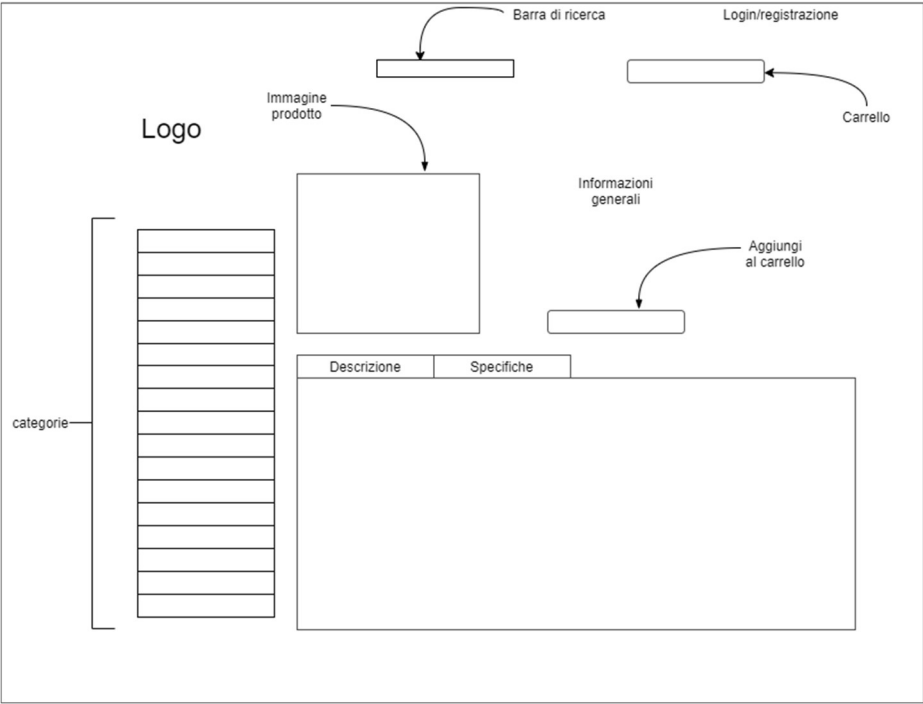 Barra di ricerca
Login/registrazione
Immagine
prodotto
Carrello
Logo
Informazioni
generali
Aggiungi
al carrello
Descrizione
Specifiche
categorie